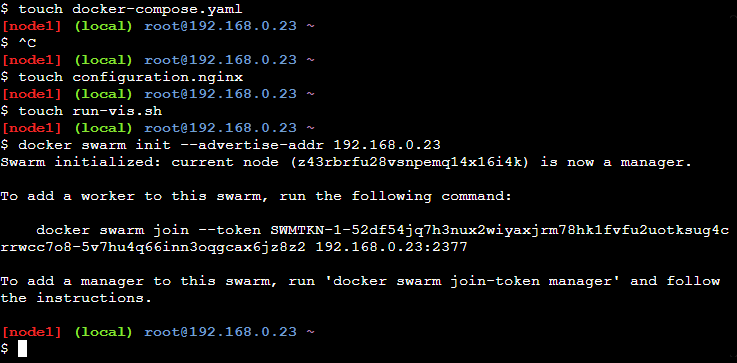 $ touch docker-compose.yaml
[node1] (local) root@192.168.0.23 ~
$ ^C
[node1] (local) root@192.168.0.23 ~
$ touch configuration.nginx
[node1] (local) root@192.168.0.23 ~
$ touch run-vis.sh
[node1] (local) root@192.168.0.23 ~
$ docker swarm init --advertise-addr 192.168.0.23
Swarm initialized: current node (z43rbrfu28vsnpemq14x16i4k) is now a manager.
To add a worker to this swarm, run the following command:
docker swarm join --token SWMTKN-1-52df54jq7h3nux2wiyaxjrm78hk1fvfu2uotksug4c
rrwcc7o8-5v7hu4q66inn3oqgcax6jz8z2 192.168.0.23:2377
To add a manager to this swarm, run 'docker swarm join-token manager' and follow
the instructions.
[node1] (local) root@192.168.0.23 ~
$